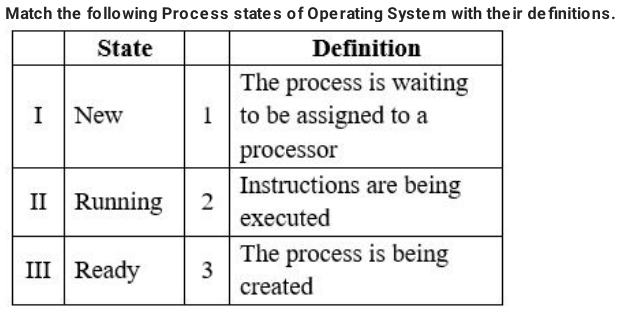 Match the following Process states of Operating System with their definitions.
State Definition
I New 1 The process is waiting
to be assigned to a
processor
II Running 2 Instructions are being
executed
III Ready 3 The process is being
created